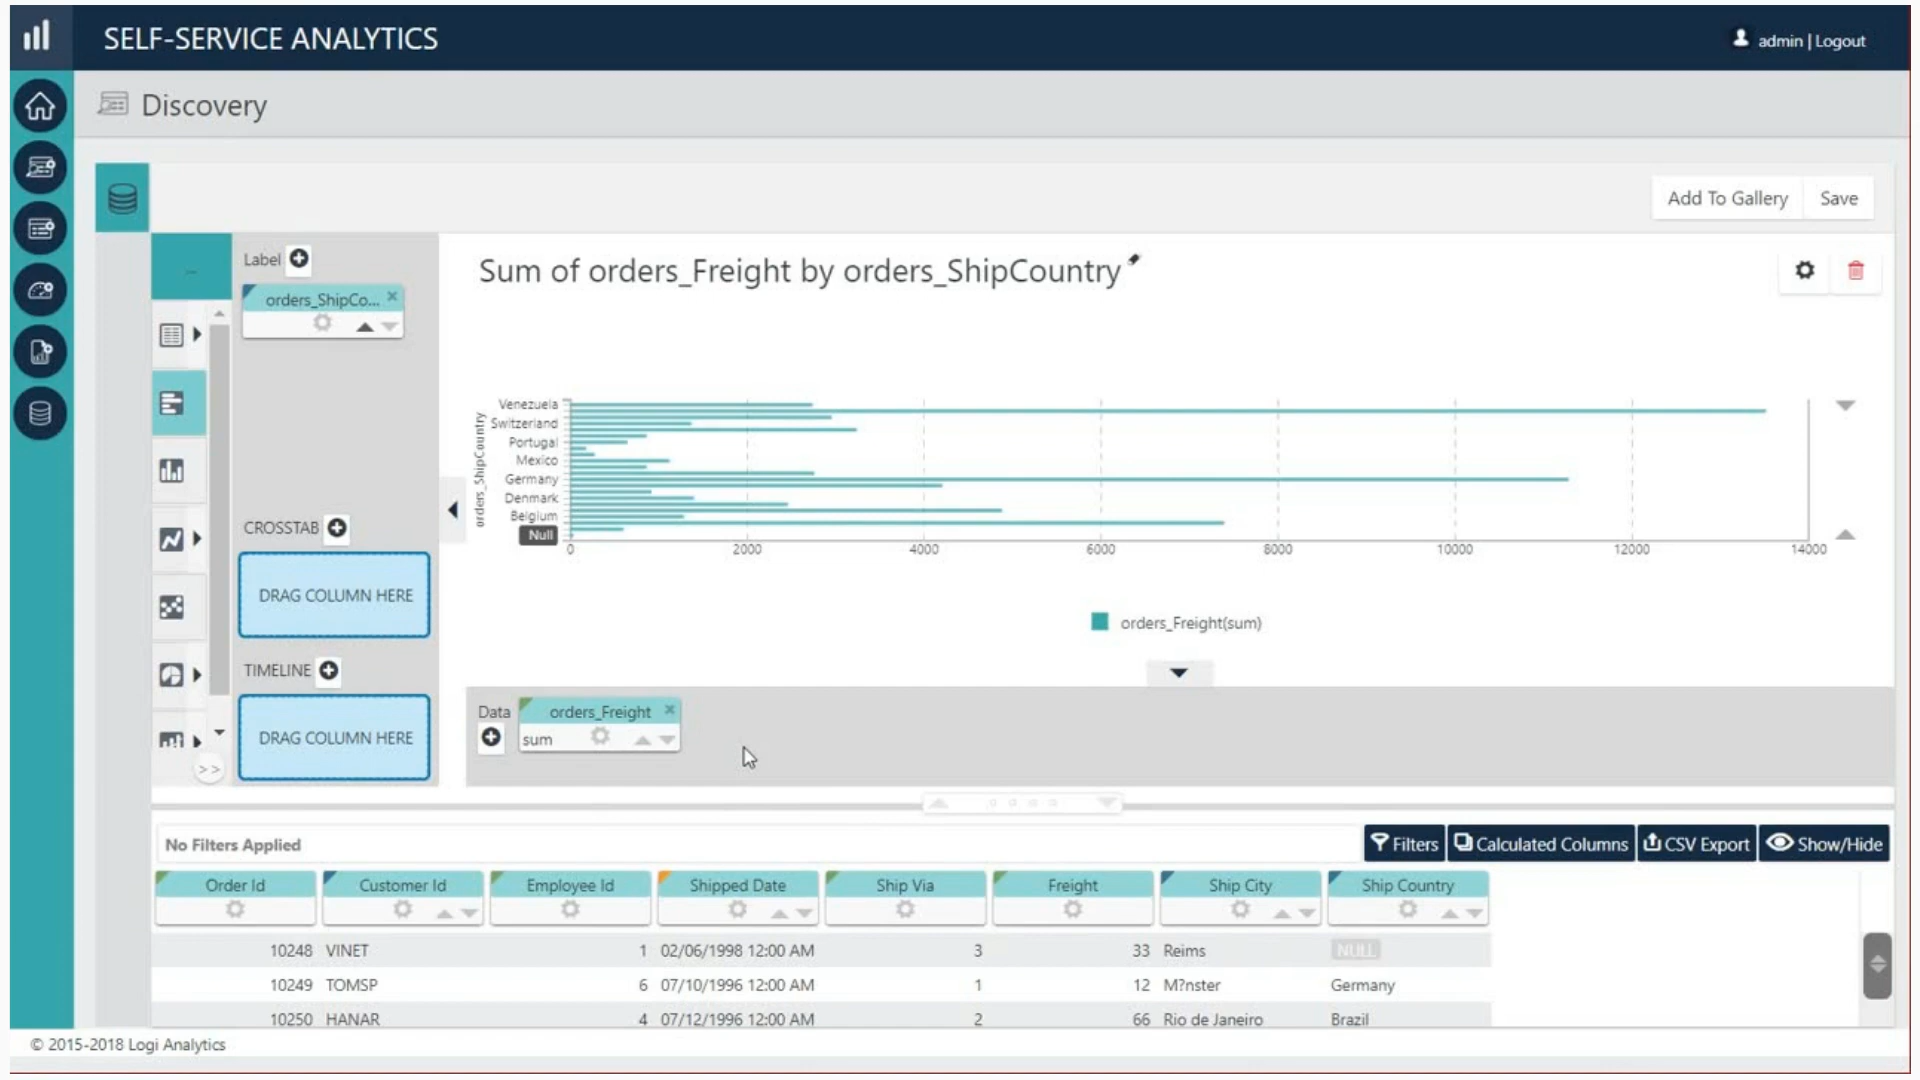 SELF-SERVICE ANALYTICS
admin | Logout
Discovery
Add To Gallery
Save
Label
orders_ShipCo...
Sum of orders_Freight by orders_ShipCountry
orders_ShipCountry
Venezuela
Switzerland
Portugal
Mexico
Germany
Denmark
Belgium
Null
0 2000 4000 6000 8000 10000 12000 14000
orders_Freight(sum)
CROSSTAB
DRAG COLUMN HERE
TIMELINE
DRAG COLUMN HERE
>>
Data
orders_Freight
sum
No Filters Applied
Filters Calculated Columns CSV Export Show/Hide
Order Id Customer Id Employee Id Shipped Date Ship Via Freight Ship City Ship Country
10248 VINET 1 02/06/1998 12:00 AM 3 33 Reims NULL
10249 TOMSP 6 07/10/1996 12:00 AM 1 12 M?nster Germany
10250 HANAR 4 07/12/1996 12:00 AM 2 66 Rio de Janeiro Brazil
© 2015-2018 Logi Analytics